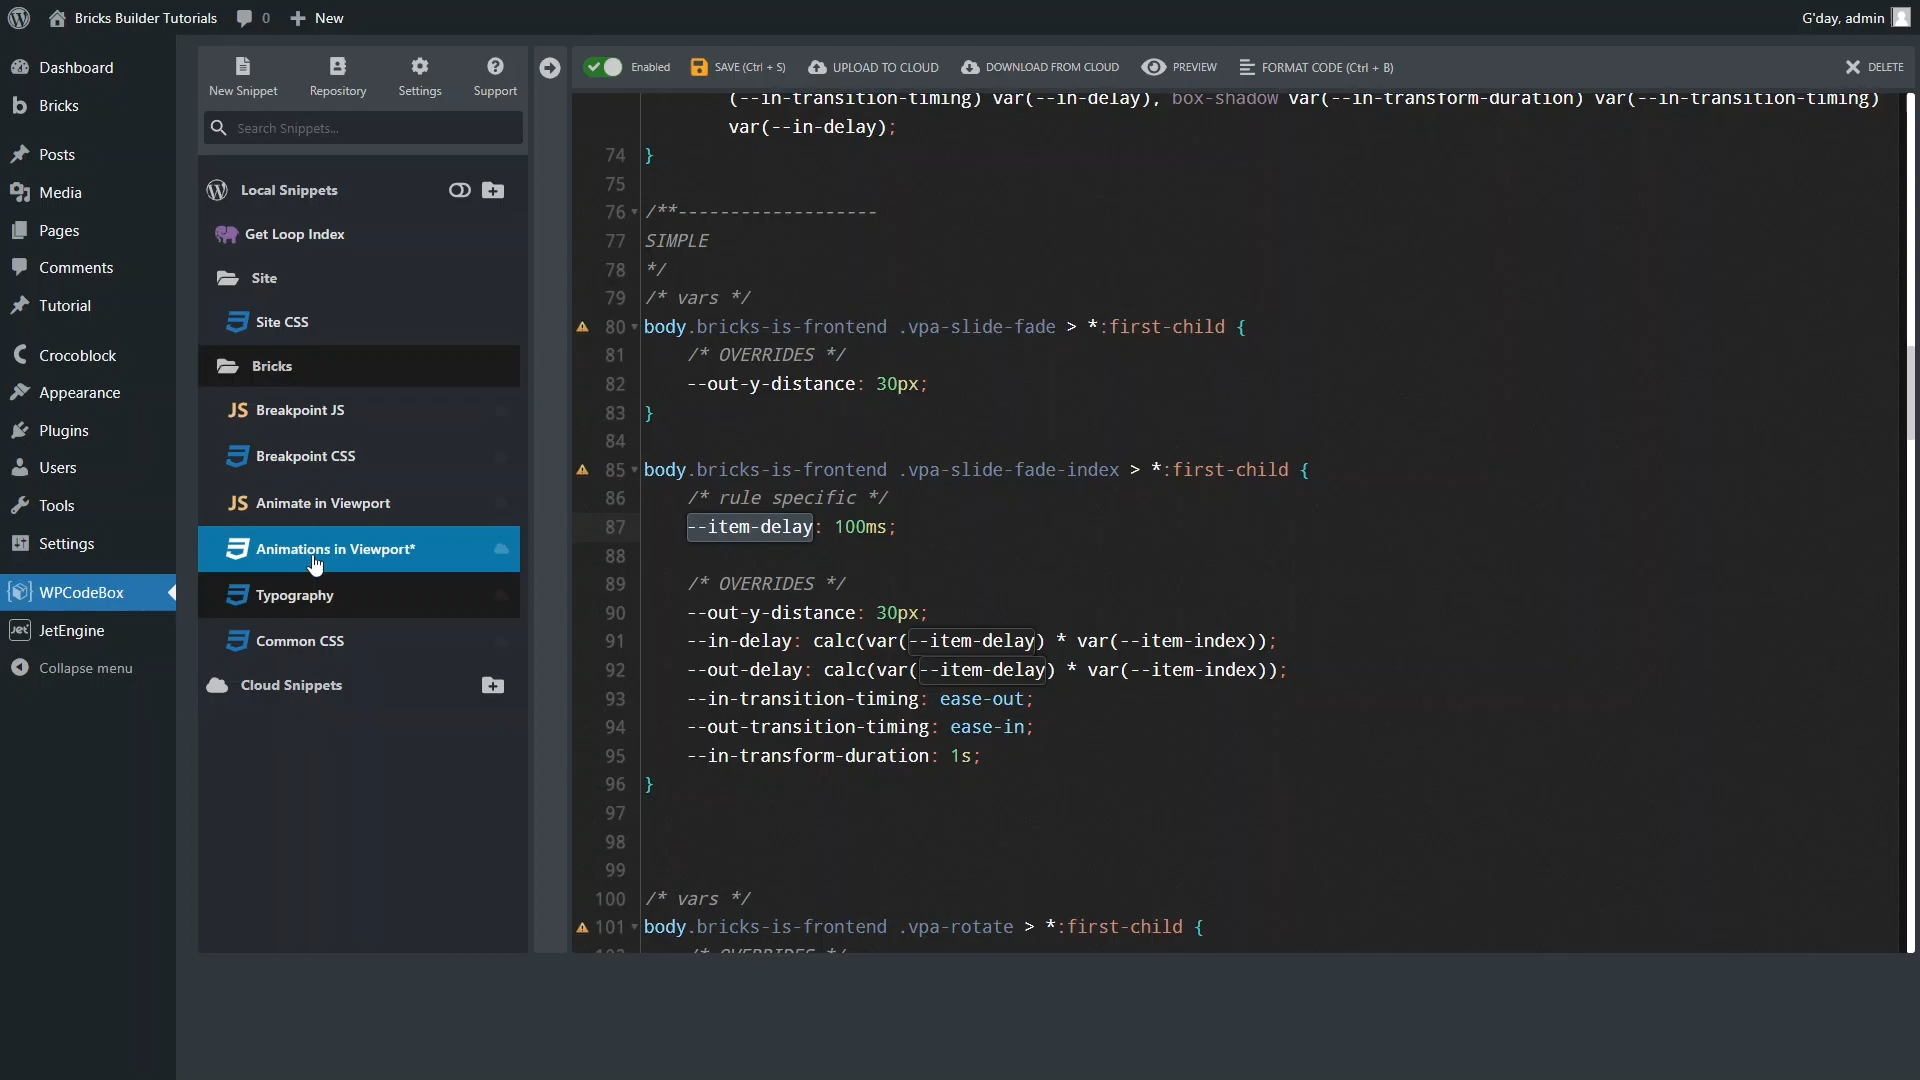 Bricks Builder Tutorials
0
New
G'day, admin
Dashboard
Bricks
Posts
Media
Pages
Comments
Tutorial
Crocoblock
Appearance
Plugins
Users
Tools
Settings
WPCodeBox
Jet JetEngine
Collapse menu
New Snippet
Repository
Settings
Support
Search Snippets...
Local Snippets
Get Loop Index
Site
Site CSS
Bricks
JS Breakpoint JS
Breakpoint CSS
JS Animate in Viewport
Animations in Viewport*
Typography
Common CSS
Cloud Snippets
Enabled
SAVE (Ctrl + S)
UPLOAD TO CLOUD
DOWNLOAD FROM CLOUD
PREVIEW
FORMAT CODE (Ctrl + B)
DELETE
(--in-transition-timing) var(--in-delay), box-shadow var(--in-transform-duration) var(--in-transition-timing)
var(--in-delay);
74 }
75
76 /**-------------------
77 SIMPLE
78 */
79 /* vars */
80 body.bricks-is-frontend .vpa-slide-fade > *:first-child {
81 /* OVERRIDES */
82 --out-y-distance: 30px;
83 }
84
85 body.bricks-is-frontend .vpa-slide-fade-index > *:first-child {
86 /* rule specific */
87 --item-delay: 100ms;
88
89 /* OVERRIDES */
90 --out-y-distance: 30px;
91 --in-delay: calc(var(--item-delay) * var(--item-index));
92 --out-delay: calc(var(--item-delay) * var(--item-index));
93 --in-transition-timing: ease-out;
94 --out-transition-timing: ease-in;
95 --in-transform-duration: 1s;
96 }
97
98
99
100 /* vars */
101 body.bricks-is-frontend .vpa-rotate > *:first-child {
102 /* OVERRIDES */